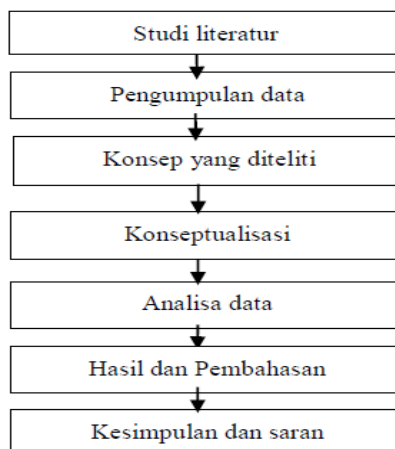 Studi literatur
Pengumpulan data
Konsep yang diteliti
Konseptualisasi
Analisa data
Hasil dan Pembahasan
Kesimpulan dan saran